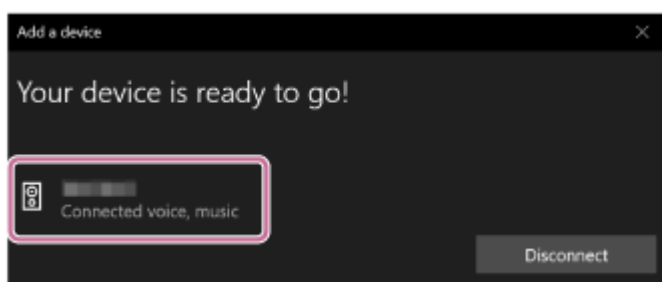 Add a device
Your device is ready to go!
Connected voice, music
Disconnect